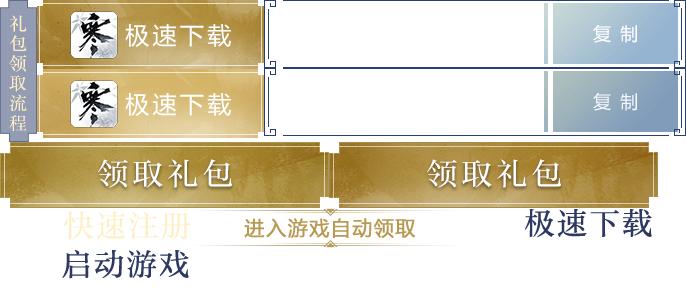 礼包领取流程
寒 极速下载
复制
寒 极速下载
复制
领取礼包
领取礼包
快速注册
进入游戏自动领取
极速下载
启动游戏